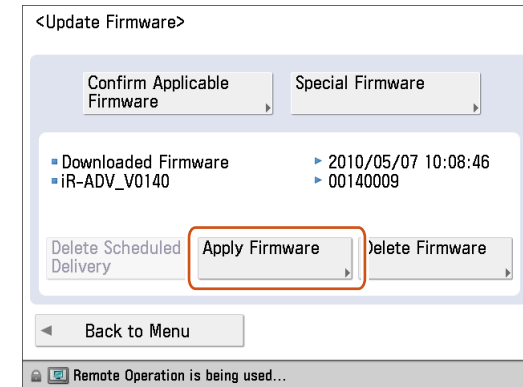 <Update Firmware>
Confirm Applicable
Firmware
Special Firmware
Downloaded Firmware
2010/05/07 10:08:46
iR-ADV_V0140
00140009
Delete Scheduled
Delivery
Apply Firmware
Delete Firmware
Back to Menu
Remote Operation is being used...